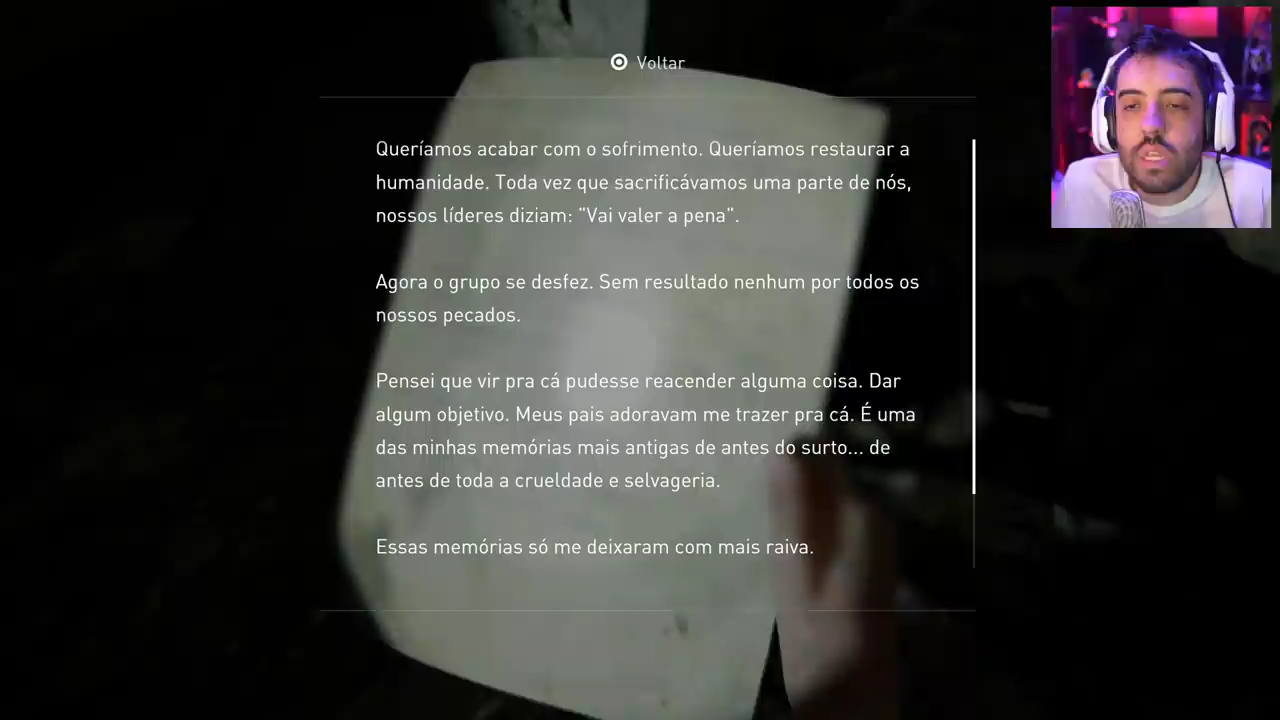 Voltar
Queríamos acabar com o sofrimento. Queríamos restaurar a
humanidade. Toda vez que sacrificávamos uma parte de nós,
nossos líderes diziam: "Vai valer a pena".
Agora o grupo se desfez. Sem resultado nenhum por todos os
nossos pecados.
Pensei que vir pra cá pudesse reacender alguma coisa. Dar
algum objetivo. Meus pais adoravam me trazer pra cá. É uma
das minhas memórias mais antigas de antes do surto... de
antes de toda a crueldade e selvageria.
Essas memórias só me deixaram com mais raiva.